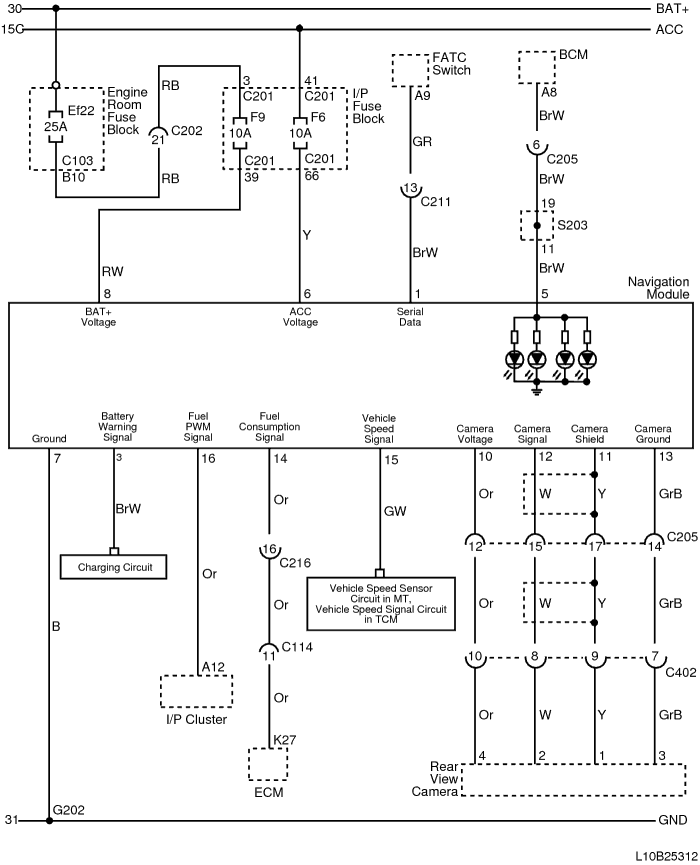 30 BAT+
15C ACC
Engine
Room
Fuse
Block
Ef22
25A
C103
B10
RB
21 C202
RB
3 41
C201 C201
I/P
Fuse
Block
F9 F6
10A 10A
C201 C201
39 66
FATC
Switch
A9
GR
13
C211
BrW
BCM
A8
BrW
6
C205
BrW
19
S203
11
BrW
RW
Y
Navigation
Module
8 6 1 5
BAT+
Voltage
ACC
Voltage
Serial
Data
Ground
Battery
Warning
Signal
Fuel
PWM
Signal
Fuel
Consumption
Signal
Vehicle
Speed
Signal
Camera
Voltage
Camera
Signal
Camera
Shield
Camera
Ground
7 3 16 14 15 10 12 11 13
BrW
Charging Circuit
Or
A12
I/P Cluster
Or
16
C216
Or
11 C114
Or
K27
ECM
GW
Vehicle Speed Sensor
Circuit in MT,
Vehicle Speed Signal Circuit
in TCM
Or W Y GrB
C205
12 15 17 14
Or W Y GrB
10 8 9 7
C402
Or W Y GrB
4 2 1 3
Rear
View
Camera
B
G202
31 GND
L10B25312